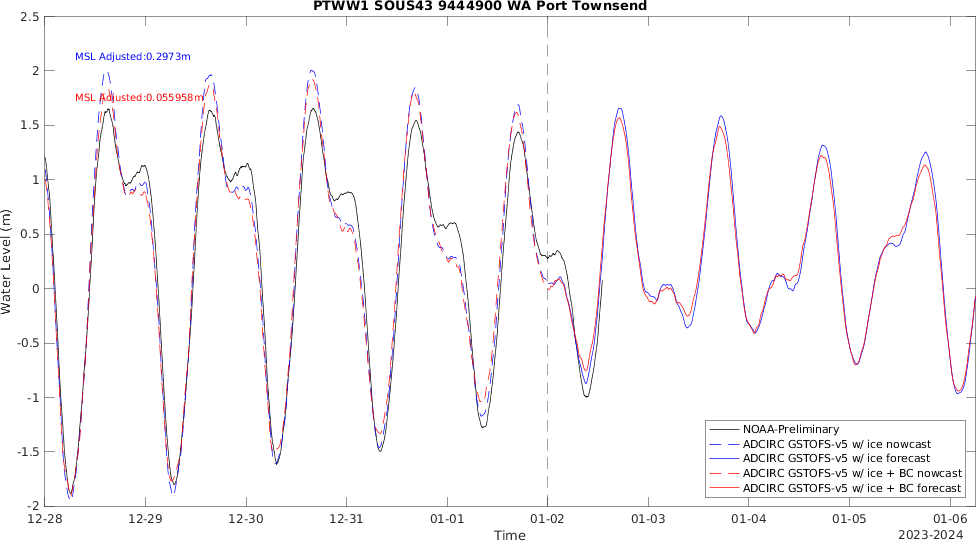 PTWW1 SOUS43 9444900 WA Port Townsend
2.5
2
1.5
1
0.5
0
-0.5
-1
-1.5
-2
Water Level (m)
MSL Adjusted:0.2973m
MSL Adjusted:0.055958m
NOAA-Preliminary
ADCIRC GSTOFS-v5 w/ ice nowcast
ADCIRC GSTOFS-v5 w/ ice forecast
ADCIRC GSTOFS-v5 w/ ice + BC nowcast
ADCIRC GSTOFS-v5 w/ ice + BC forecast
12-28 12-29 12-30 12-31 01-01 01-02 01-03 01-04 01-05 01-06
Time
2023-2024